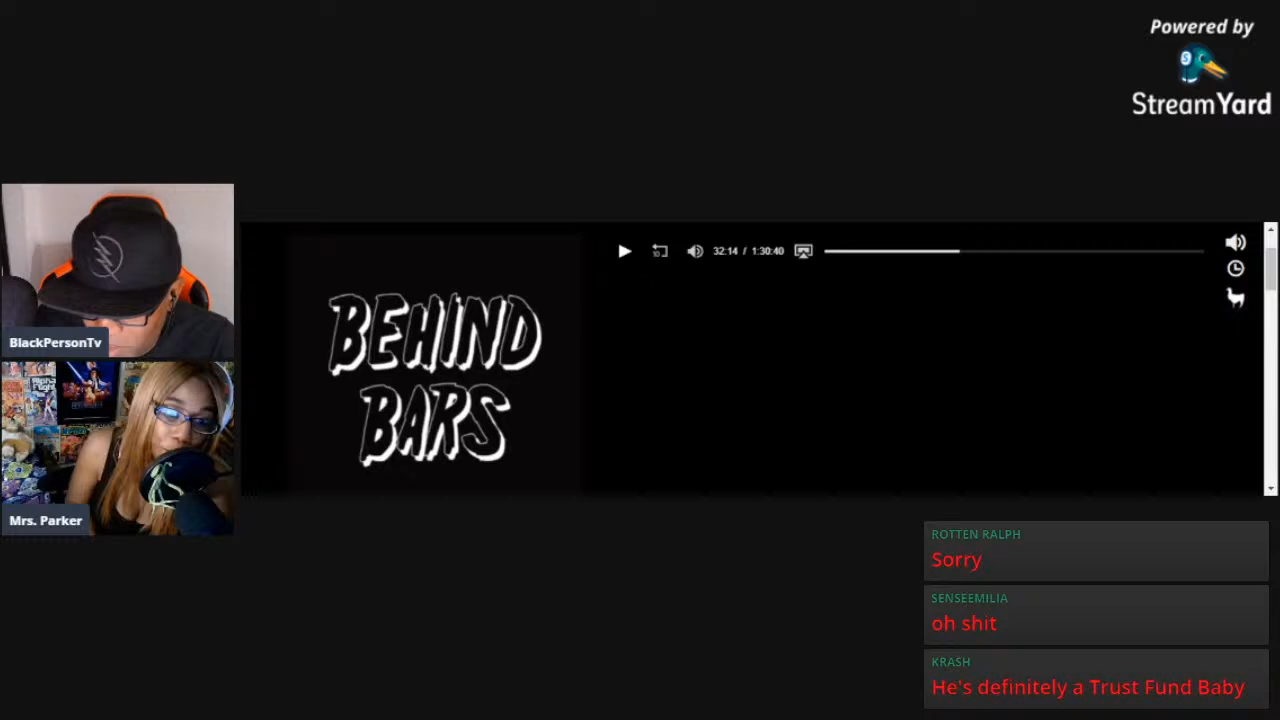 Powered by
StreamYard
BlackPersonTv
Mrs. Parker
10
32:14 / 1:30:40
BEHIND
BARS
ROTTEN RALPH
Sorry
SENSEEMILIA
oh shit
KRASH
He's definitely a Trust Fund Baby